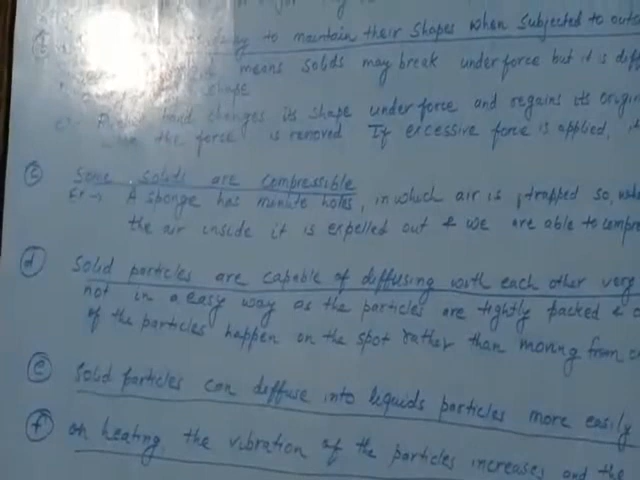 to maintain their shapes when subjected to outs
means solids may break under force but it is diff
shape
band changes its shape under force and regains its origin
when the force is removed If excessive force is applied, it
c Some solids are compressible
Ex → A sponge has minute holes, in which air is trapped so, wh
the air inside it is expelled out & we are able to compre
d Solid particles are capable of diffusing with each other very
not in a easy way as the particles are tightly packed &
of the particles happen on the spot rather than moving from
e Solid particles can diffuse into liquids particles more easily
f on heating, the vibration of the particles increases and the